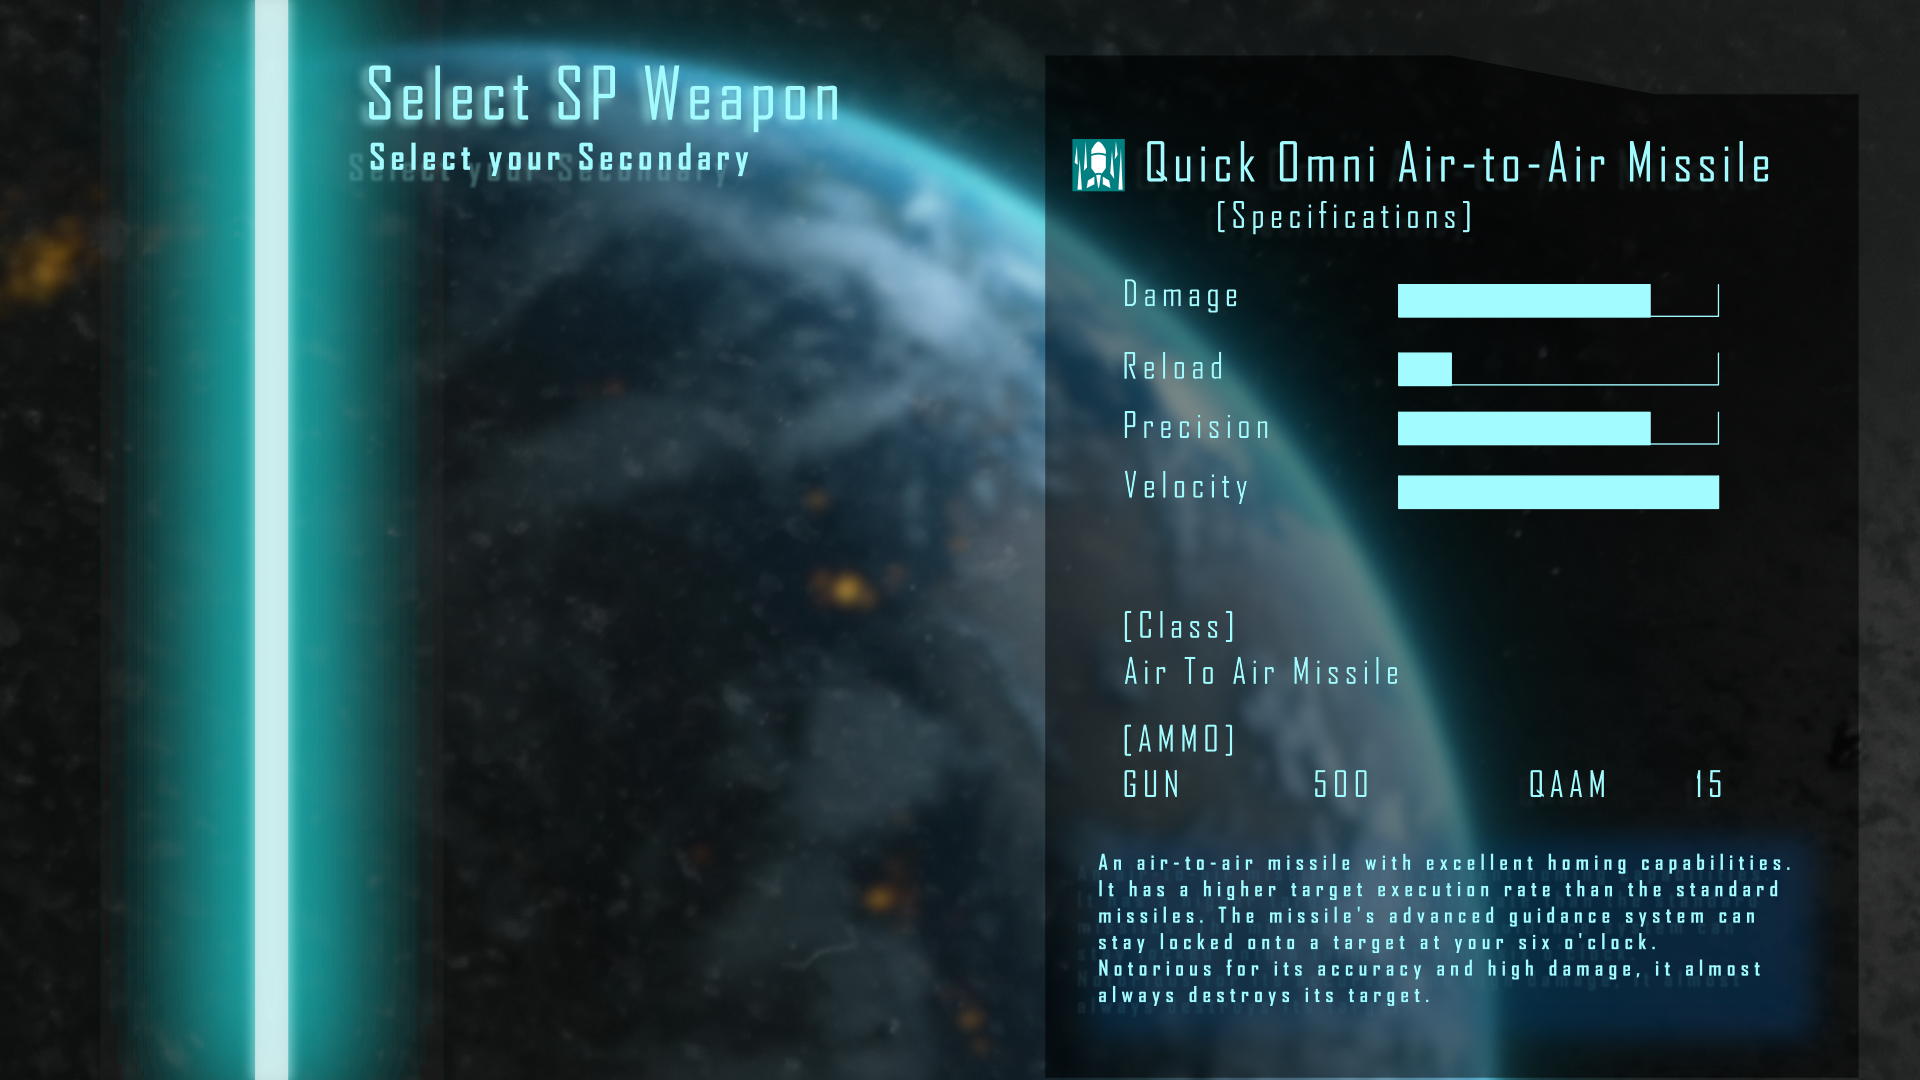 Select SP Weapon
Select your Secondary
Quick Omni Air-to-Air Missile
[Specifications]
Damage
Reload
Precision
Velocity
[Class]
Air To Air Missile
[AMMO]
GUN 500 QAAM 15
An air-to-air missile with excellent homing capabilities.
It has a higher target execution rate than the standard
missiles. The missile's advanced guidance system can
stay locked onto a target at your six o'clock.
Notorious for its accuracy and high damage, it almost
always destroys its target.